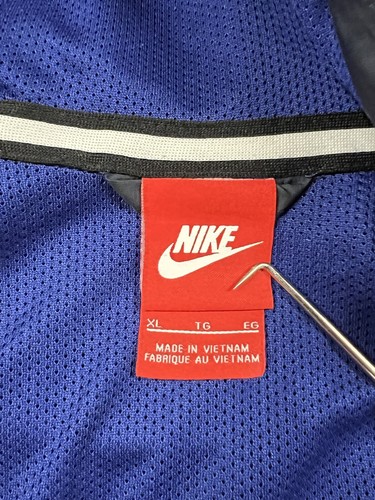 NIKE
XL TG EG
MADE IN VIETNAM
FABRIQUE AU VIETNAM